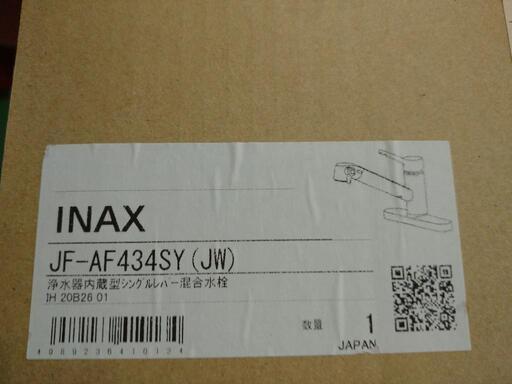 INAX
JF-AF434SY(JW)
浄水器内蔵型シングルレバー混合水栓
IH 20B26 01
数量 1
JAPAN